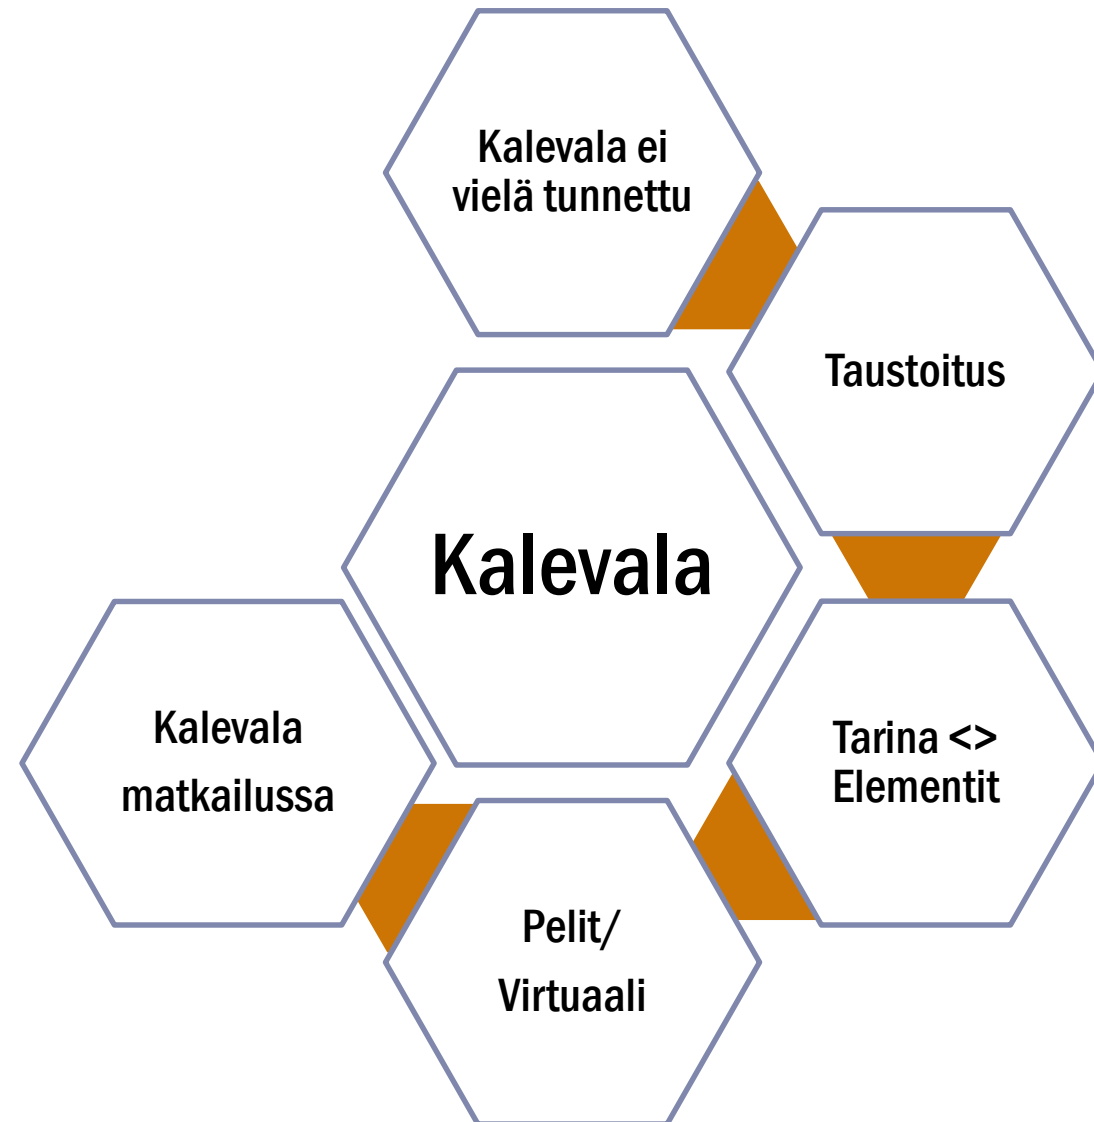 Kalevala ei
vielä tunnettu
Taustoitus
Kalevala
Tarina <>
Elementit
Kalevala
matkailussa
Pelit/
Virtuaali